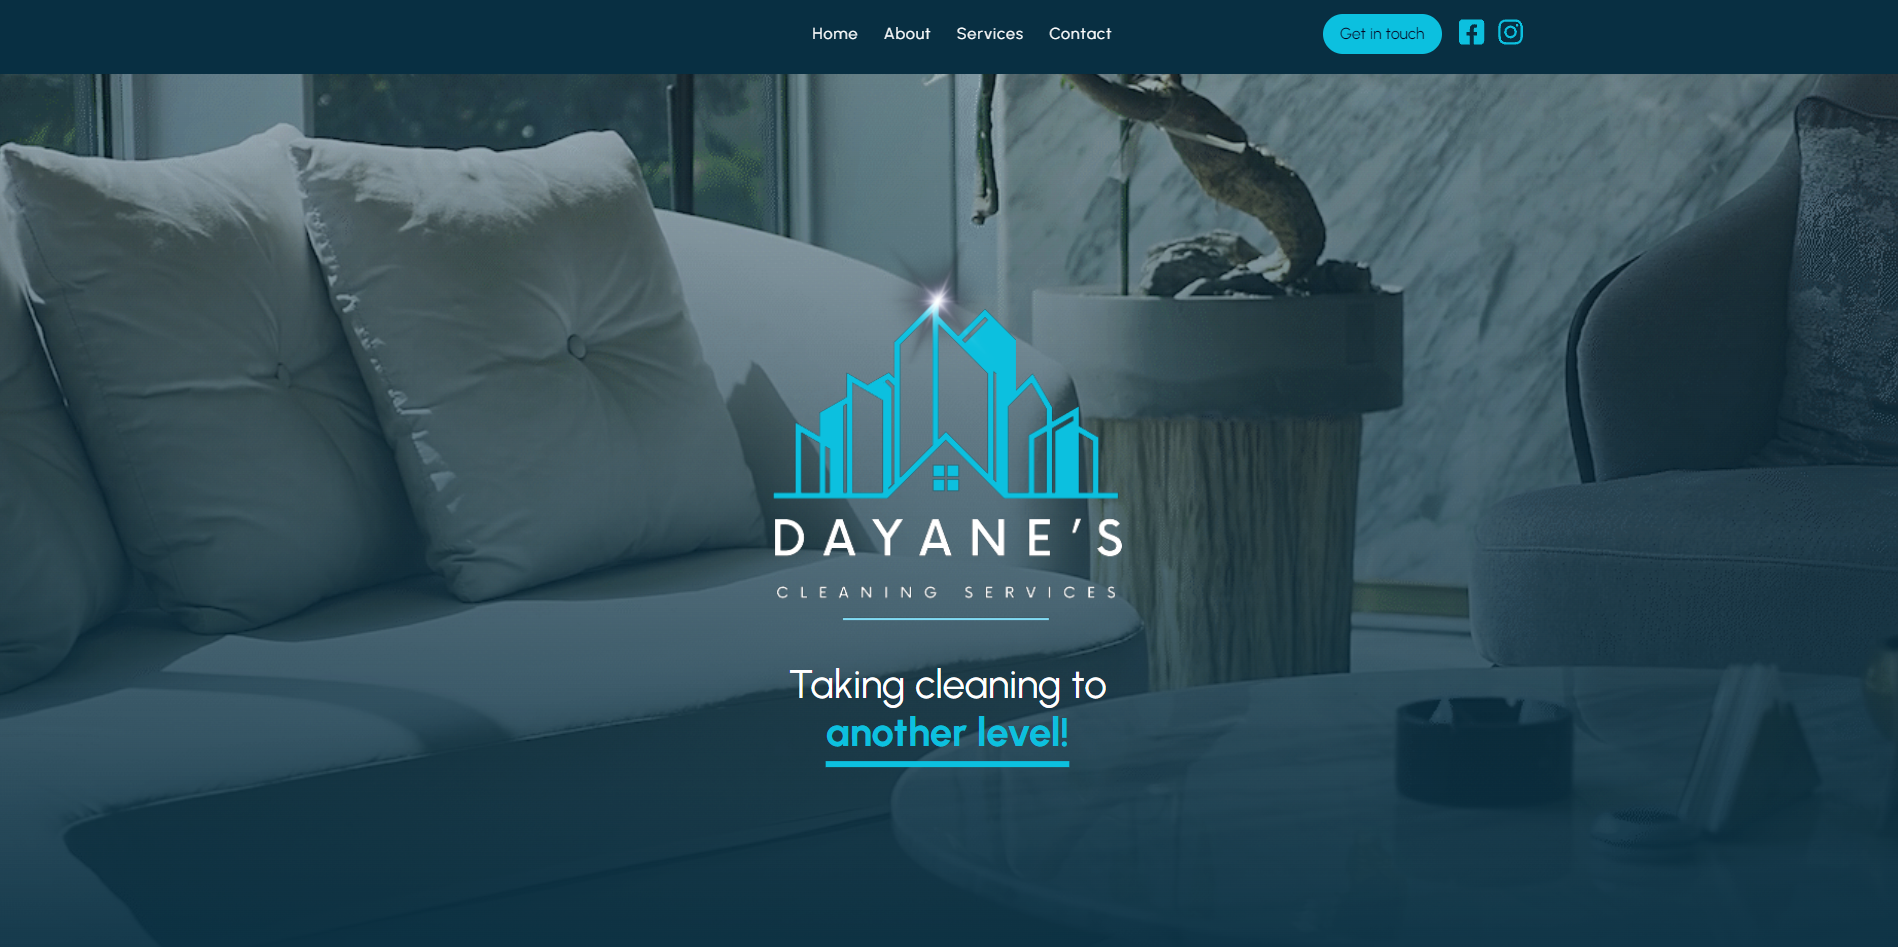 Home About Services Contact Get in touch
DAYANE'S
CLEANING SERVICES
Taking cleaning to
another level!